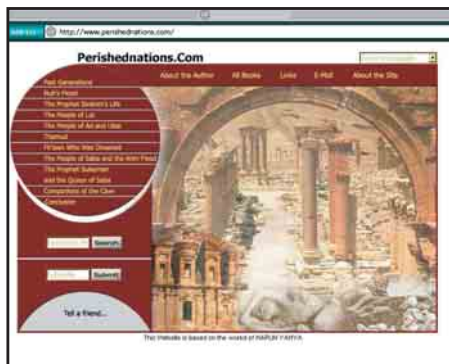 http://www.perishednations.com/
Perishednations.Com
About the Author All Books Links E-Mail About the Site
Past Generations
Nuh's Flood
The Prophet Ibrahim's Life
The People of Lut
The People of Ad and Ubar
Thamud
Pir'awn Who Was Drowned
The People of Saba and the Arim Flood
The Prophet Sulayman
and the Queen of Saba
Companions of the Cave
Conclusion
Search
Submit
Tell a friend...
This Website is based on the works of HARUN YAHYA